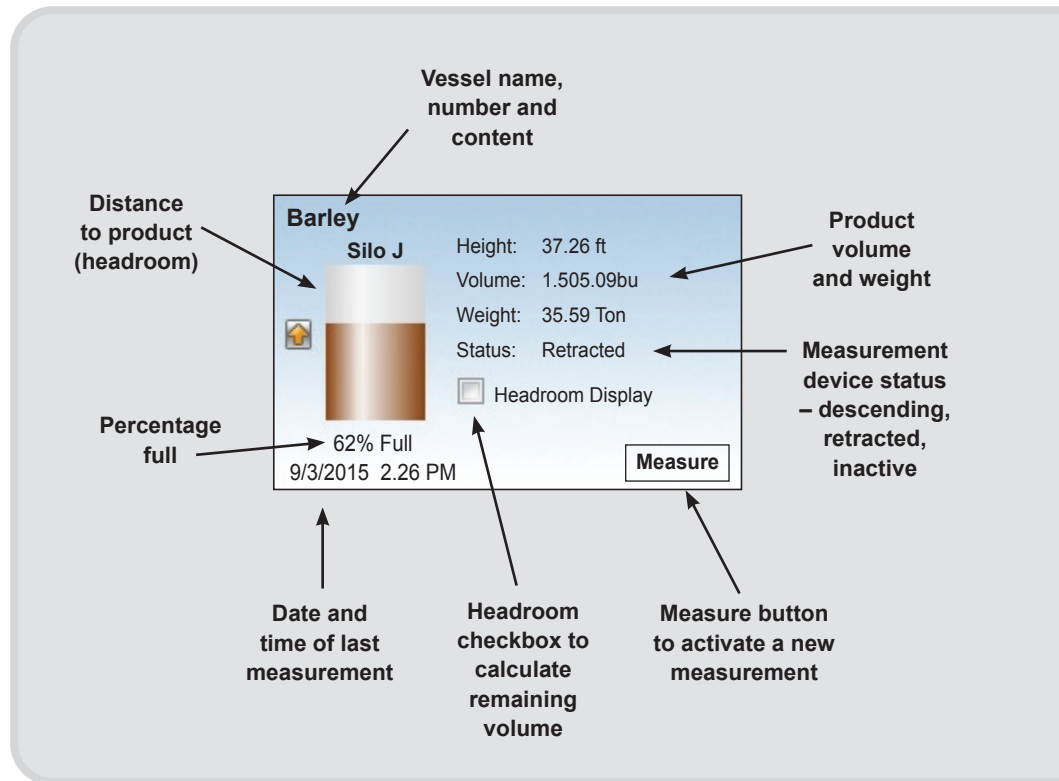 Vessel name,
number and
content
Distance
to product
(headroom)
Barley
Silo J
Height: 37.26 ft
Volume: 1.505.09bu
Weight: 35.59 Ton
Status: Retracted
Headroom Display
62% Full
9/3/2015 2.26 PM
Measure
Product
volume
and weight
Measurement
device status
– descending,
retracted,
inactive
Percentage
full
Date and
time of last
measurement
Headroom
checkbox to
calculate
remaining
volume
Measure button
to activate a new
measurement